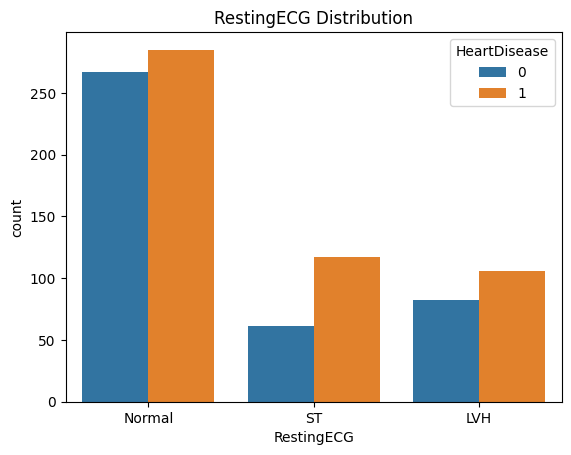 RestingECG Distribution
HeartDisease
0
1
count
250
200
150
100
50
0
Normal ST LVH
RestingECG